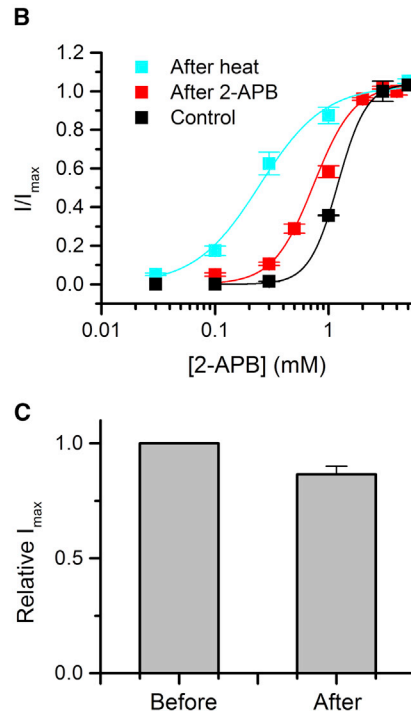 B
1.2
1.0
0.8
0.6
0.4
0.2
0.0
I/Imax
After heat
After 2-APB
Control
0.01
0.1
1
[2-APB] (mM)
C
1.0
0.5
0.0
Relative Imax
Before
After